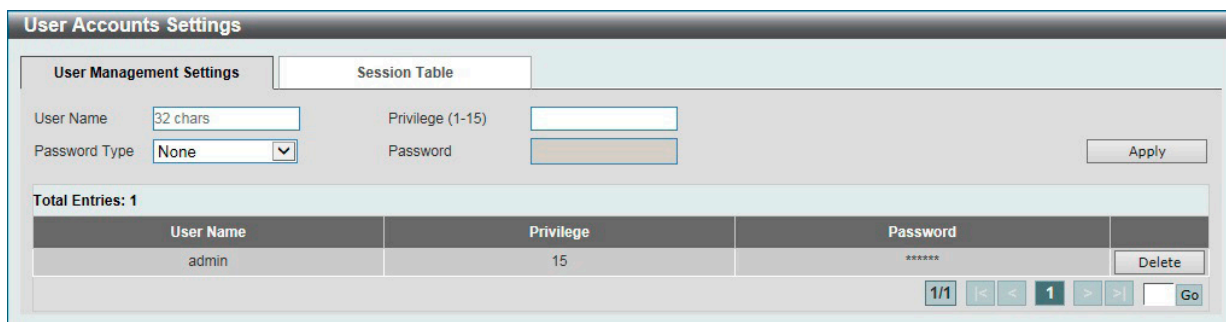 User Accounts Settings
User Management Settings Session Table
User Name 32 chars Privilege (1-15)
Password Type None Password Apply
Total Entries: 1
User Name Privilege Password
admin 15 ****** Delete
1/1 |< < 1 > >| Go